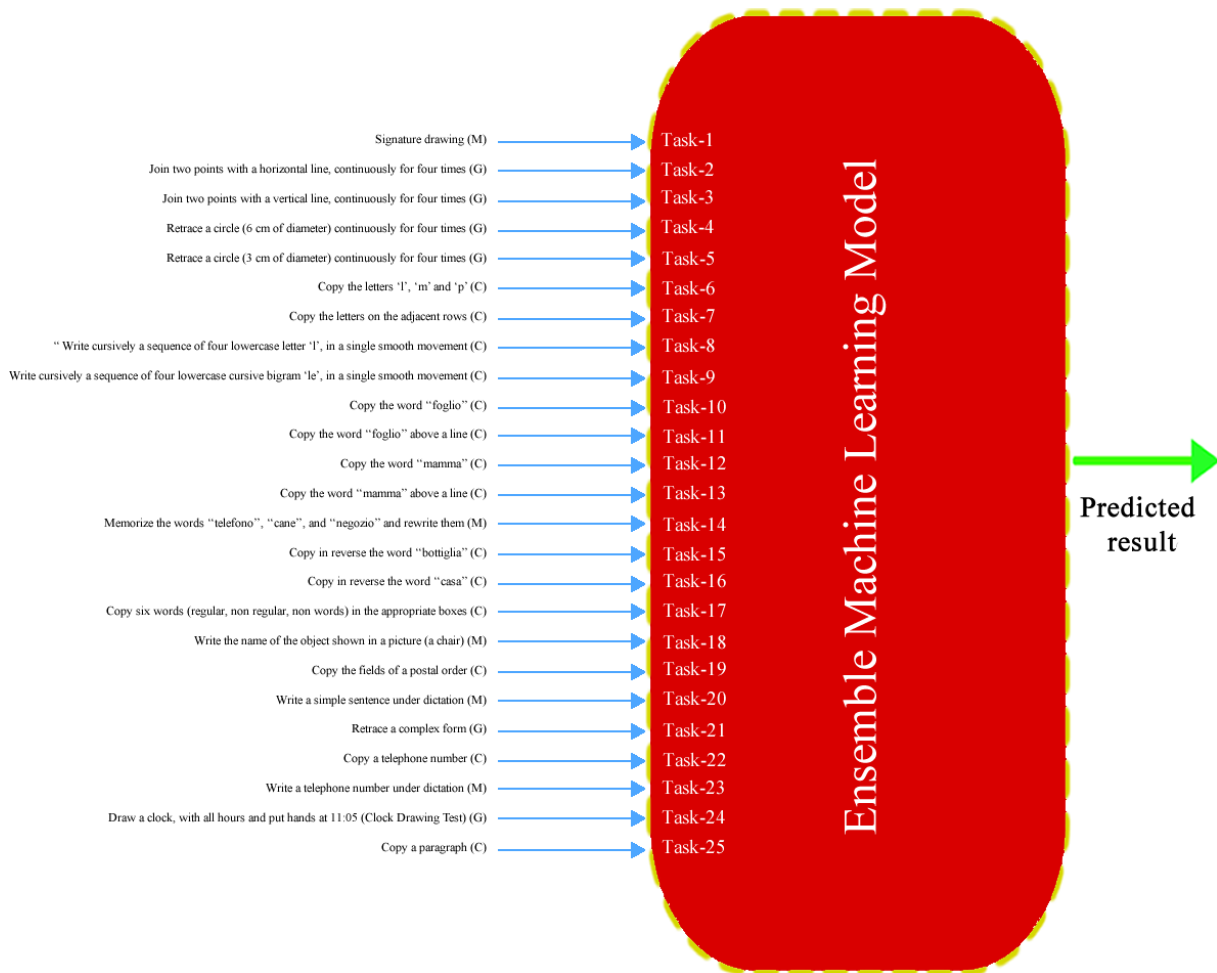 Signature drawing (M) Task-1
Join two points with a horizontal line, continuously for four times (G) Task-2
Join two points with a vertical line, continuously for four times (G) Task-3
Retrace a circle (6 cm of diameter) continuously for four times (G) Task-4
Retrace a circle (3 cm of diameter) continuously for four times (G) Task-5
Copy the letters ‘l’, ‘m’ and ‘p’ (C) Task-6
Copy the letters on the adjacent rows (C) Task-7
“ Write cursively a sequence of four lowercase letter ‘l’, in a single smooth movement (C) Task-8
Write cursively a sequence of four lowercase cursive bigram ‘le’, in a single smooth movement (C) Task-9
Copy the word “foglio” (C) Task-10
Copy the word “foglio” above a line (C) Task-11
Copy the word “mamma” (C) Task-12
Copy the word “mamma” above a line (C) Task-13
Memorize the words “telefono”, “cane”, and “negozio” and rewrite them (M) Task-14
Copy in reverse the word “bottiglia” (C) Task-15
Copy in reverse the word “casa” (C) Task-16
Copy six words (regular, non regular, non words) in the appropriate boxes (C) Task-17
Write the name of the object shown in a picture (a chair) (M) Task-18
Copy the fields of a postal order (C) Task-19
Write a simple sentence under dictation (M) Task-20
Retrace a complex form (G) Task-21
Copy a telephone number (C) Task-22
Write a telephone number under dictation (M) Task-23
Draw a clock, with all hours and put hands at 11:05 (Clock Drawing Test) (G) Task-24
Copy a paragraph (C) Task-25
Ensemble Machine Learning Model
Predicted
result